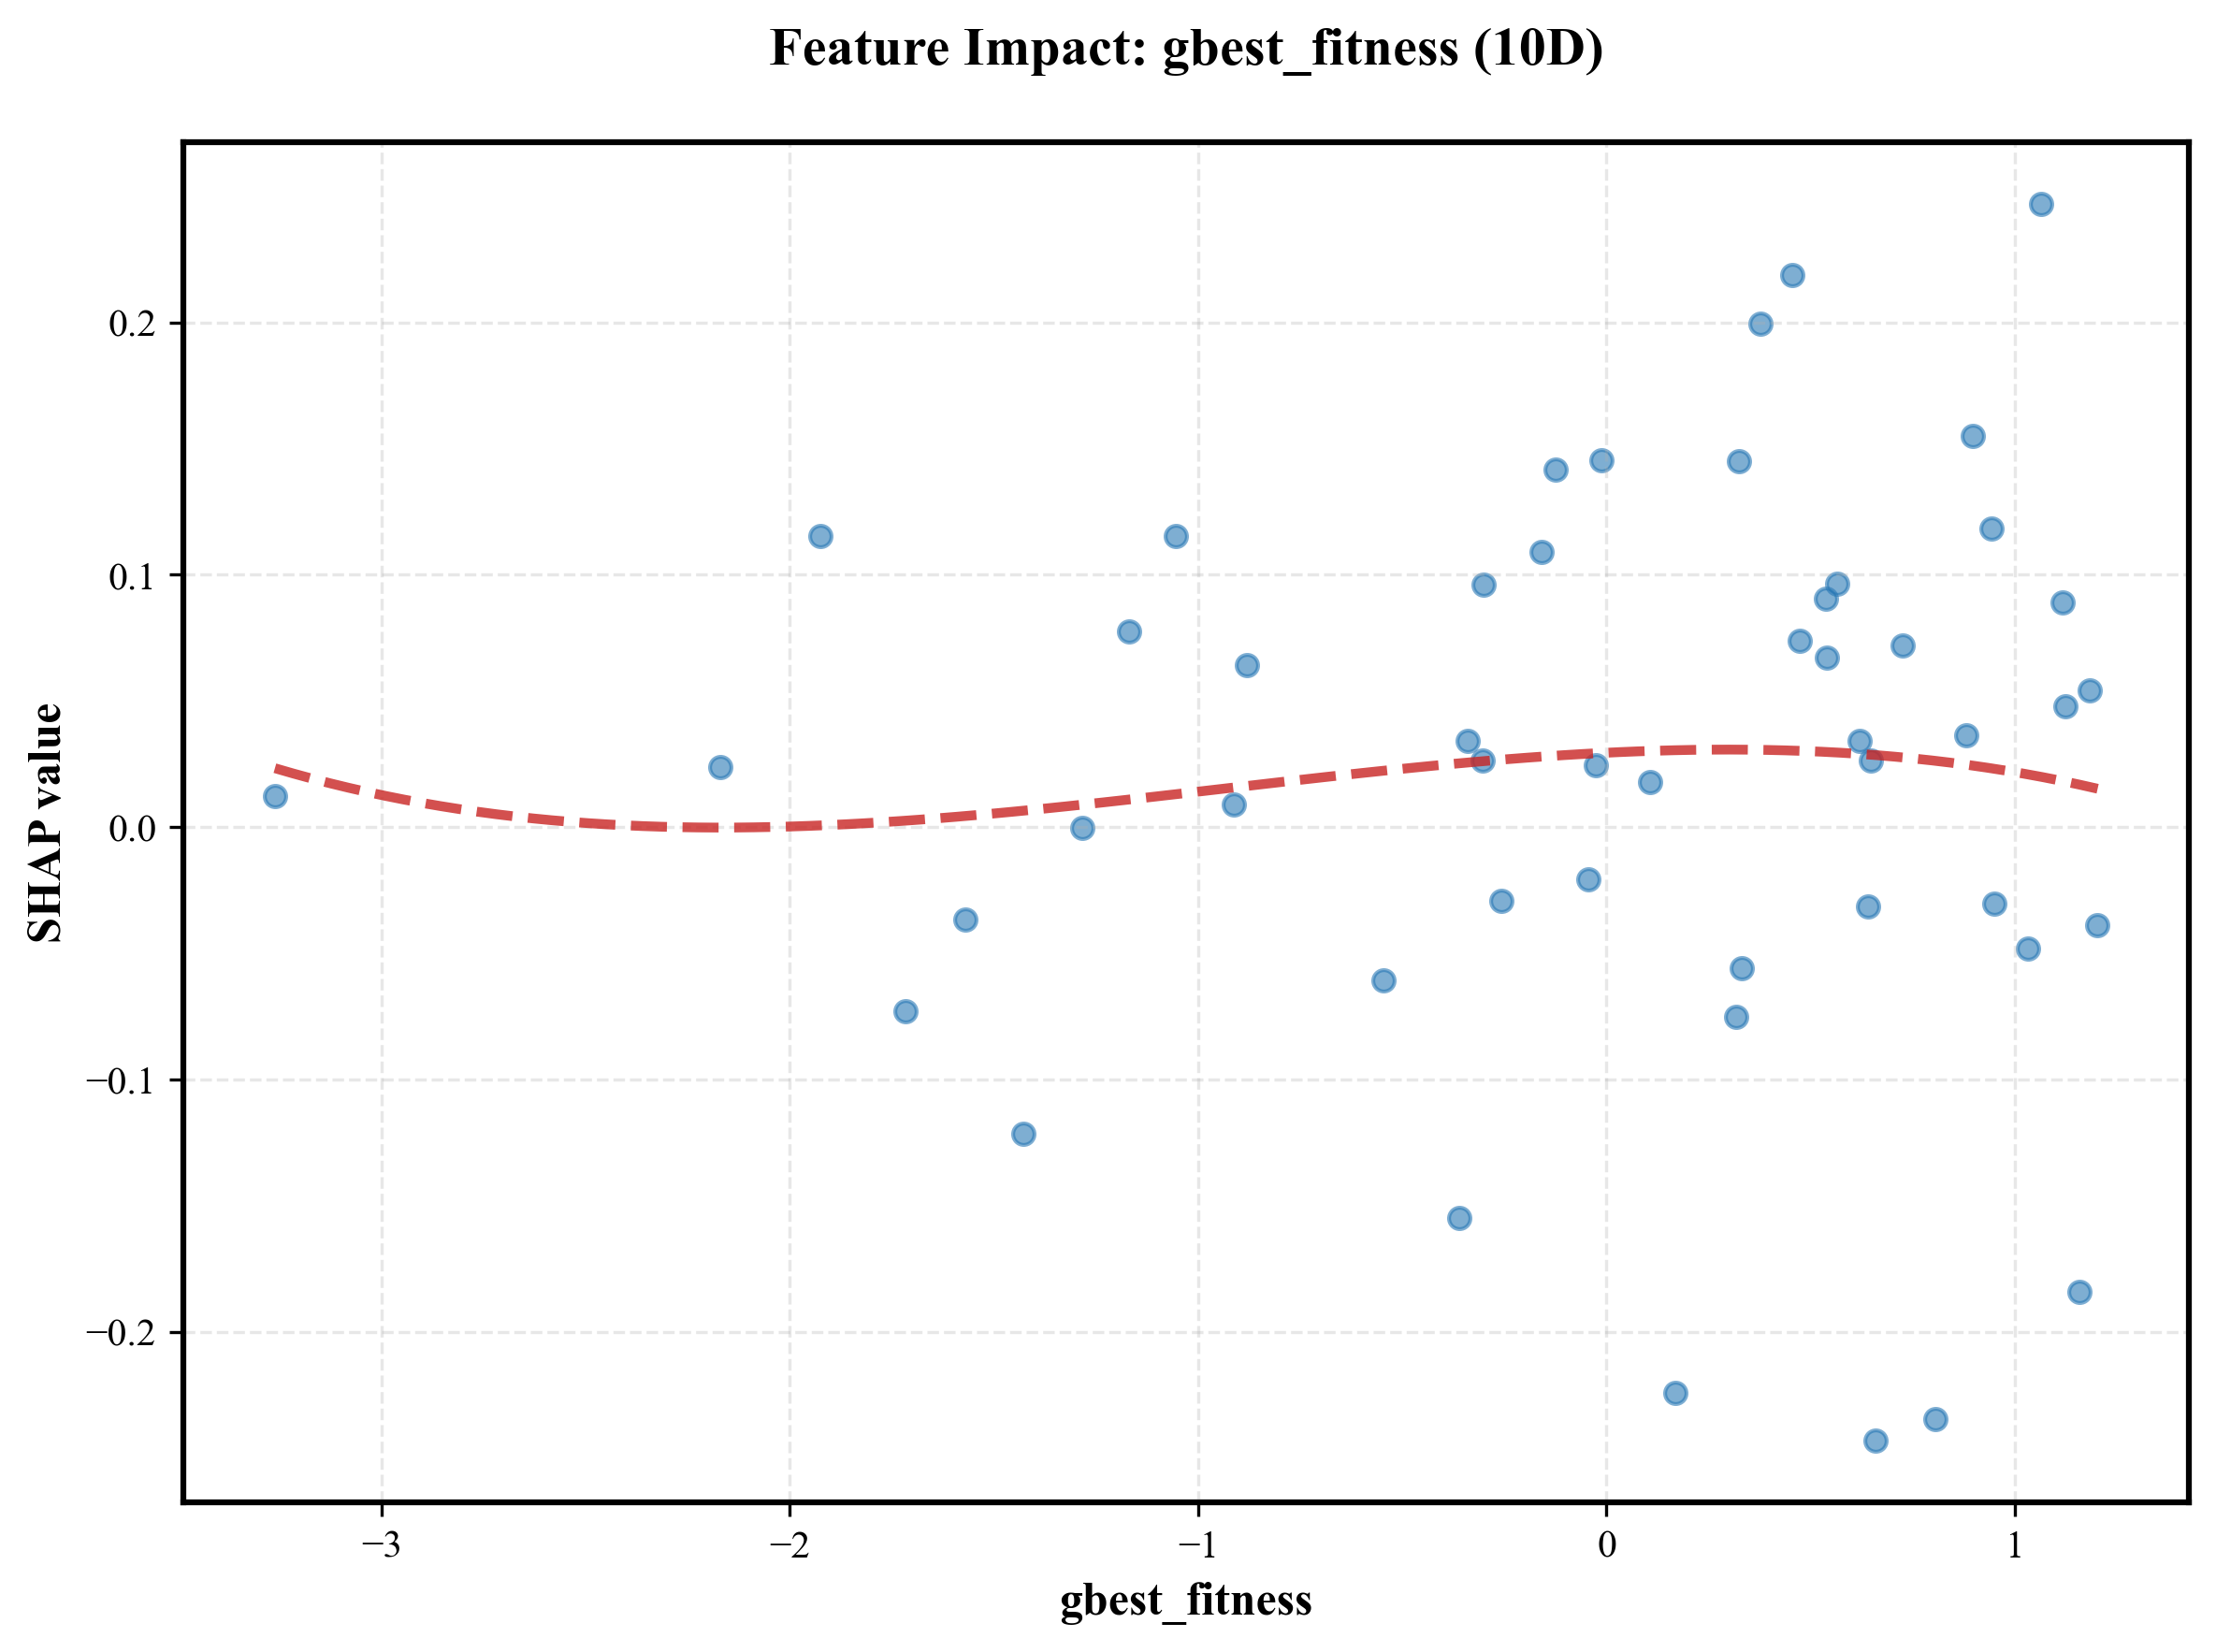 Feature Impact: gbest_fitness (10D)
SHAP value
0.2
0.1
0.0
−0.1
−0.2
−3 −2 −1 0 1
gbest_fitness